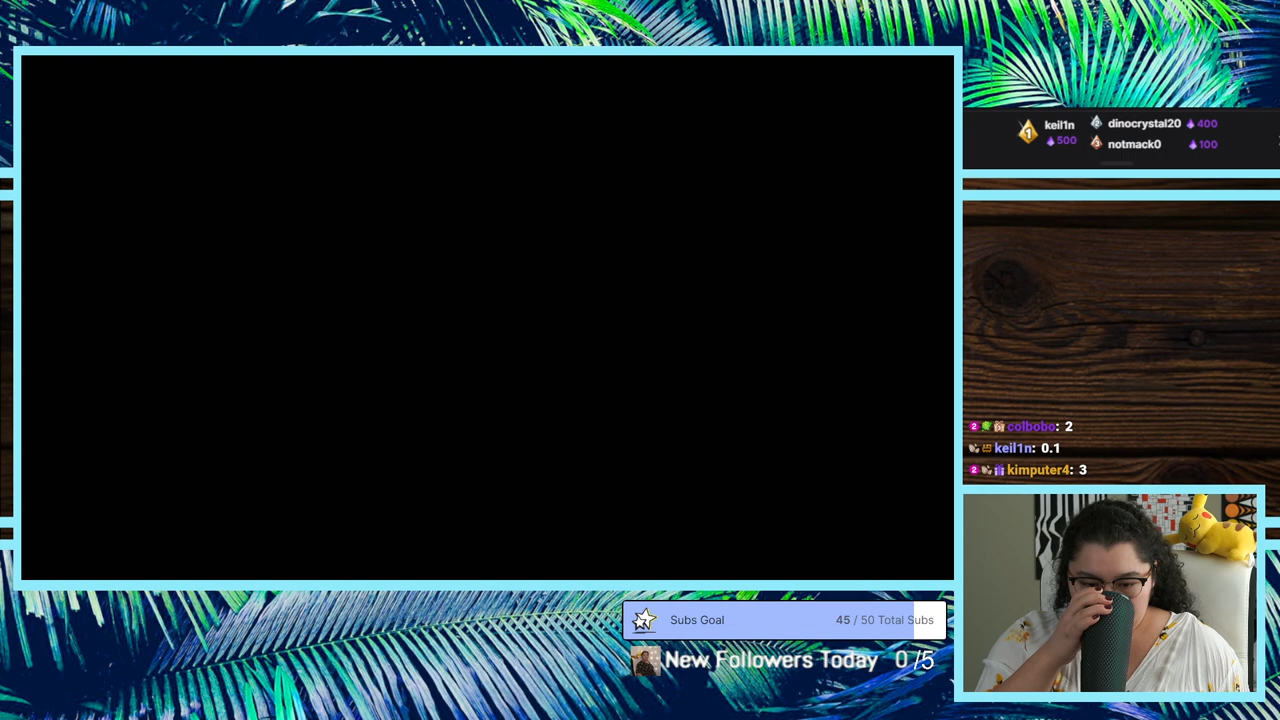 keil1n
500
dinocrystal20 400
notmack0 100
colbobo: 2
keil1n: 0.1
kimputer4: 3
Subs Goal 45 / 50 Total Subs
New Followers Today 0 /5